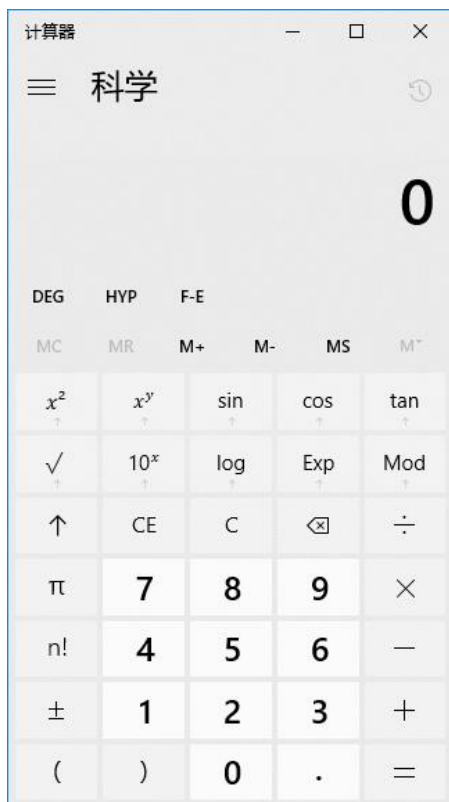 计算器
科学
0
DEG HYP F-E
MC MR M+ M- MS M˅
x² xʸ sin cos tan
√ 10ˣ log Exp Mod
↑ CE C ⌫ ÷
π 7 8 9 ×
n! 4 5 6 −
± 1 2 3 +
( ) 0 . =